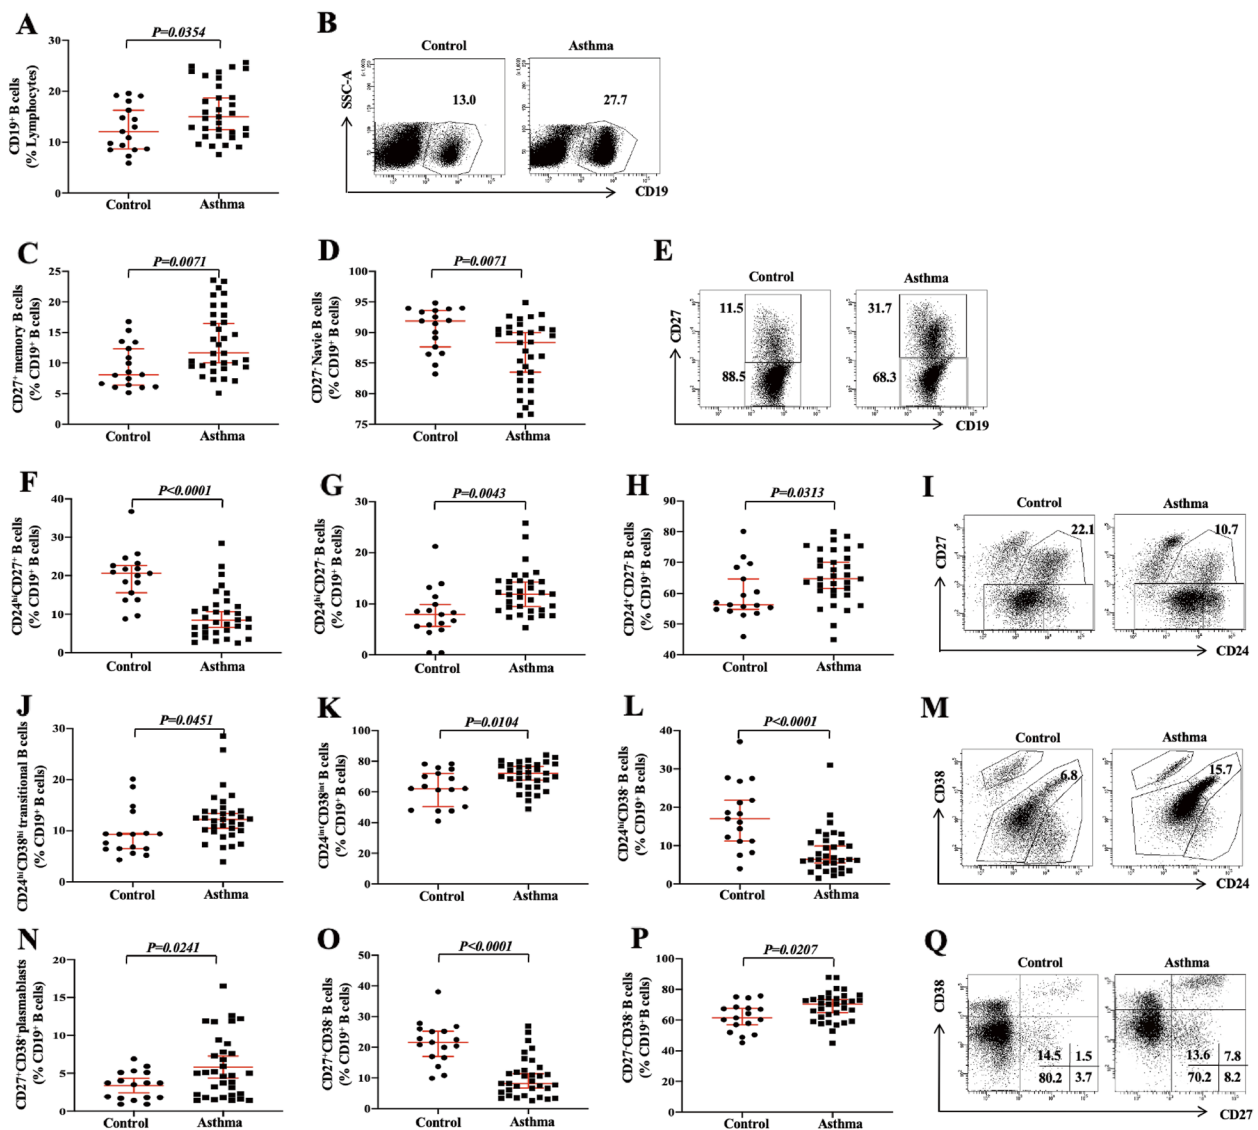 A
P=0.0354
CD19+ B cells
(% Lymphocytes)
30
20
10
0
Control
Asthma
B
Control
Asthma
SSC-A
13.0
27.7
CD19
C
P=0.0071
CD27+ memory B cells
(% CD19+ B cells)
25
20
15
10
5
0
Control
Asthma
D
P=0.0071
CD27- Navie B cells
(% CD19+ B cells)
100
95
90
85
80
75
Control
Asthma
E
Control
Asthma
CD27
11.5
88.5
31.7
68.3
CD19
F
P<0.0001
CD24hiCD27+ B cells
(% CD19+ B cells)
40
30
20
10
0
Control
Asthma
G
P=0.0043
CD24hiCD27- B cells
(% CD19+ B cells)
30
20
10
0
Control
Asthma
H
P=0.0313
CD24+ CD27- B cells
(% CD19+ B cells)
90
80
70
60
50
40
Control
Asthma
I
Control
Asthma
CD27
22.1
10.7
CD24
J
P=0.0451
CD24hiCD38hi transitional B cells
(% CD19+ B cells)
30
20
10
0
Control
Asthma
K
P=0.0104
CD24intCD38int B cells
(% CD19+ B cells)
100
80
60
40
20
0
Control
Asthma
L
P<0.0001
CD24hiCD38- B cells
(% CD19+ B cells)
40
30
20
10
0
Control
Asthma
M
Control
Asthma
CD38
6.8
15.7
CD24
N
P=0.0241
CD27+CD38+plasmablasts
(% CD19+ B cells)
20
15
10
5
0
Control
Asthma
O
P<0.0001
CD27+CD38- B cells
(% CD19+ B cells)
50
40
30
20
10
0
Control
Asthma
P
P=0.0207
CD27-CD38- B cells
(% CD19+B cells)
100
80
60
40
20
0
Control
Asthma
Q
Control
Asthma
CD38
14.5 1.5
80.2 3.7
13.6 7.8
70.2 8.2
CD27